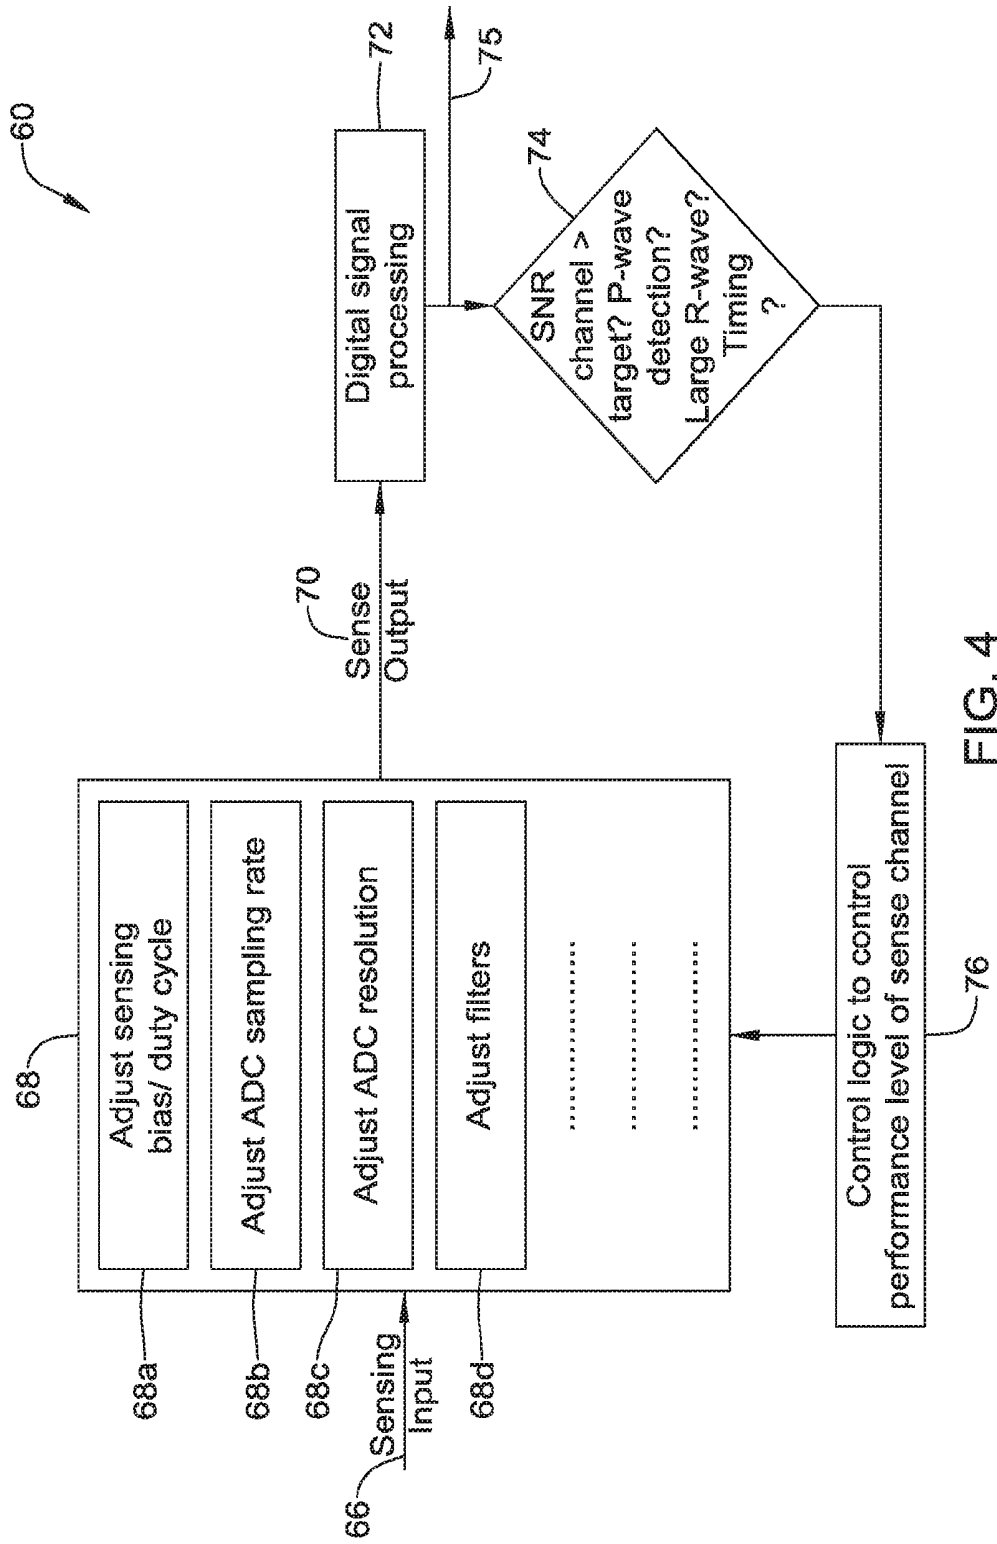 60
68
Adjust sensing
bias/ duty cycle
68a
Adjust ADC sampling rate
68b
Adjust ADC resolution
68c
Adjust filters
68d
66
Sensing
Input
70
Sense
Output
Digital signal
processing
72
75
74
SNR
channel >
target? P-wave
detection?
Large R-wave?
Timing
?
Control logic to control
performance level of sense channel
76
FIG. 4